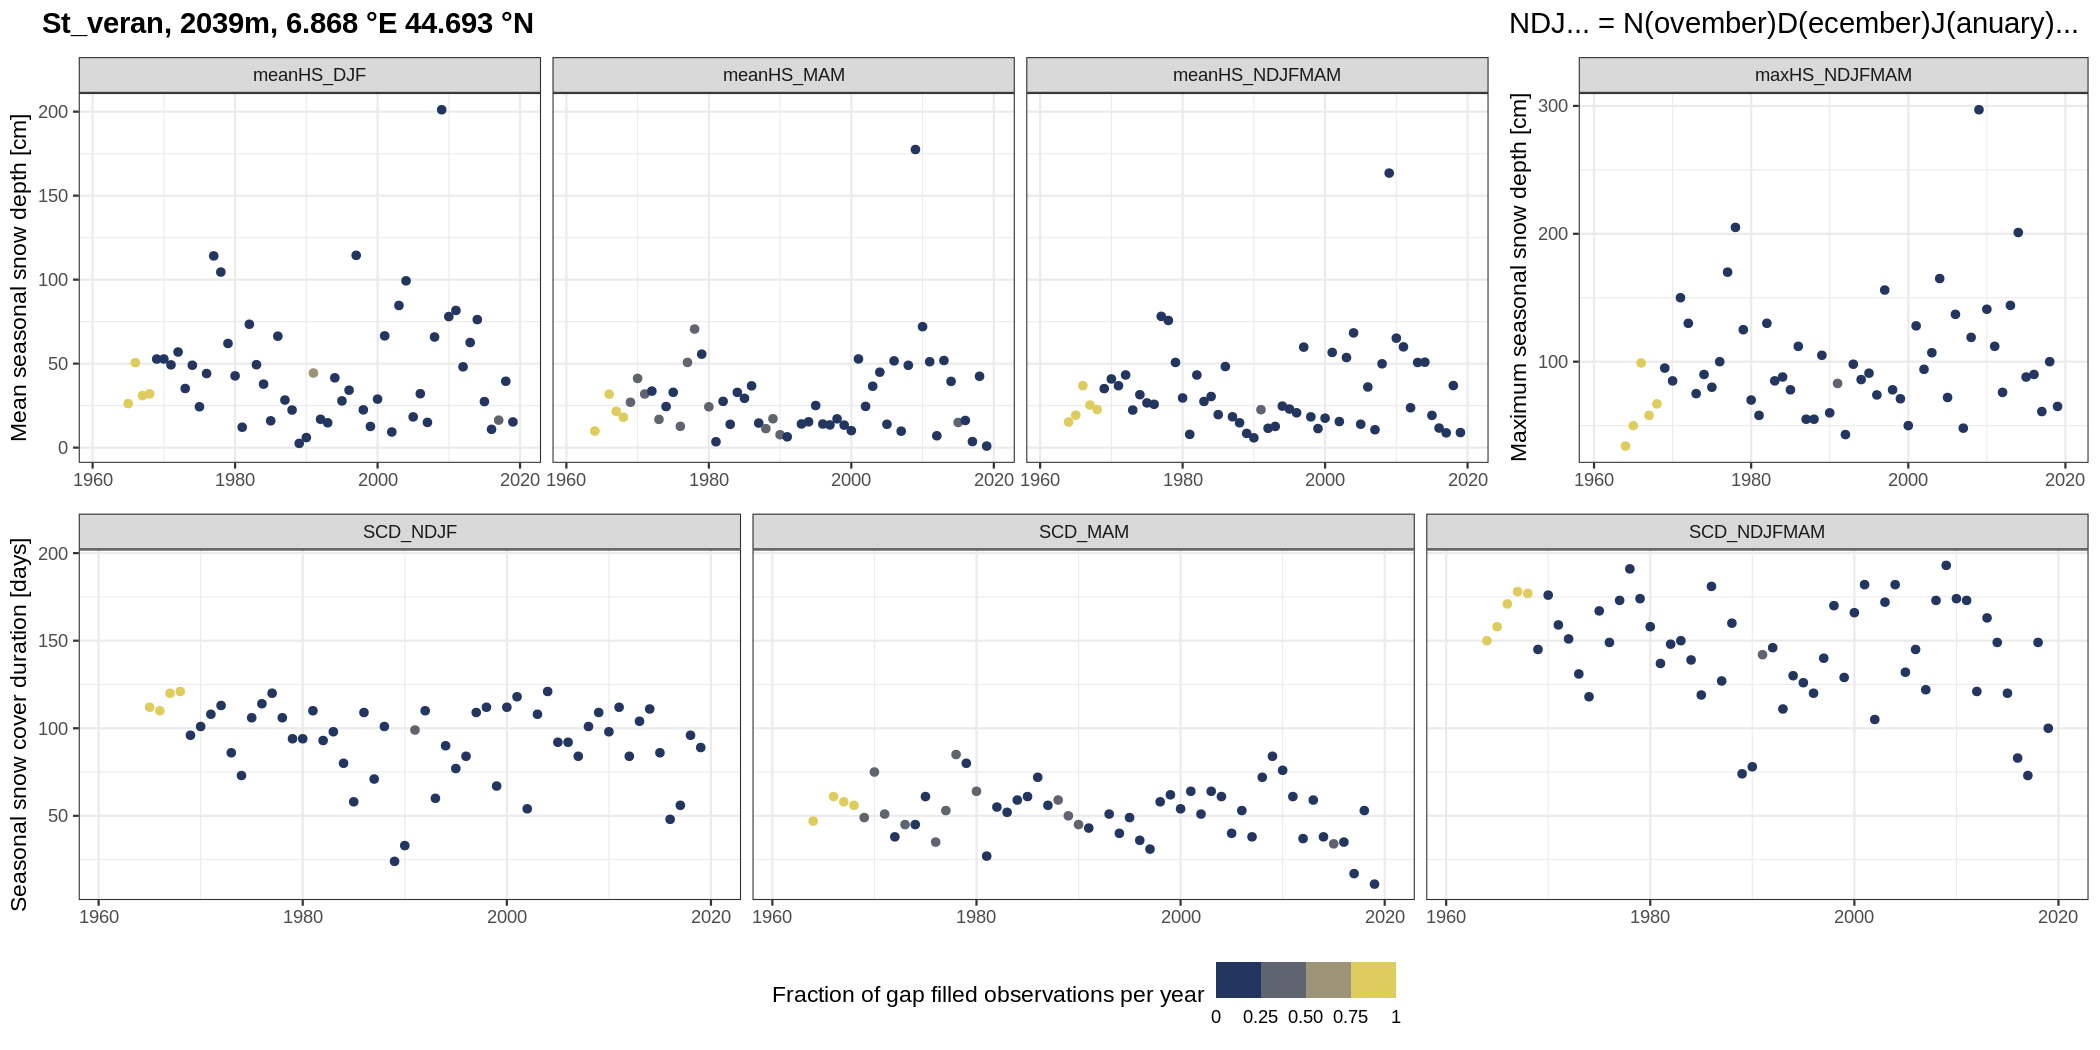 St_veran, 2039m, 6.868 °E 44.693 °N
NDJ... = N(ovember)D(ecember)J(anuary)...
meanHS_DJF
meanHS_MAM
meanHS_NDJFMAM
maxHS_NDJFMAM
Mean seasonal snow depth [cm]
200
150
100
50
0
1960 1980 2000 2020
1960 1980 2000 2020
1960 1980 2000 2020
Maximum seasonal snow depth [cm]
300
200
100
1960 1980 2000 2020
SCD_NDJF
SCD_MAM
SCD_NDJFMAM
Seasonal snow cover duration [days]
200
150
100
50
1960 1980 2000 2020
1960 1980 2000 2020
1960 1980 2000 2020
Fraction of gap filled observations per year
0 0.25 0.50 0.75 1